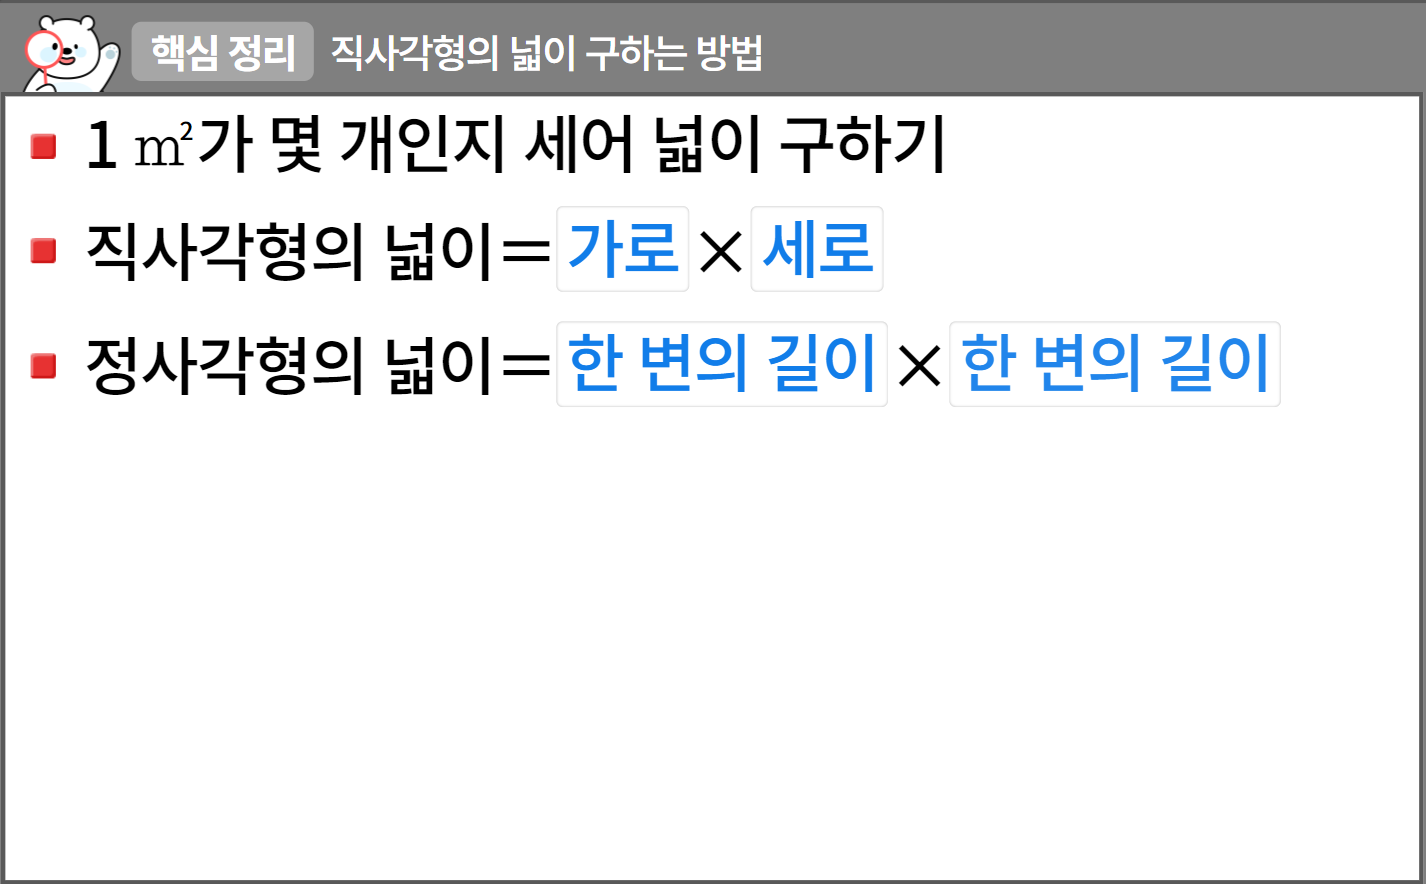 핵심 정리 직사각형의 넓이 구하는 방법
1 ㎡가 몇 개인지 세어 넓이 구하기
직사각형의 넓이=가로×세로
정사각형의 넓이=한 변의 길이×한 변의 길이